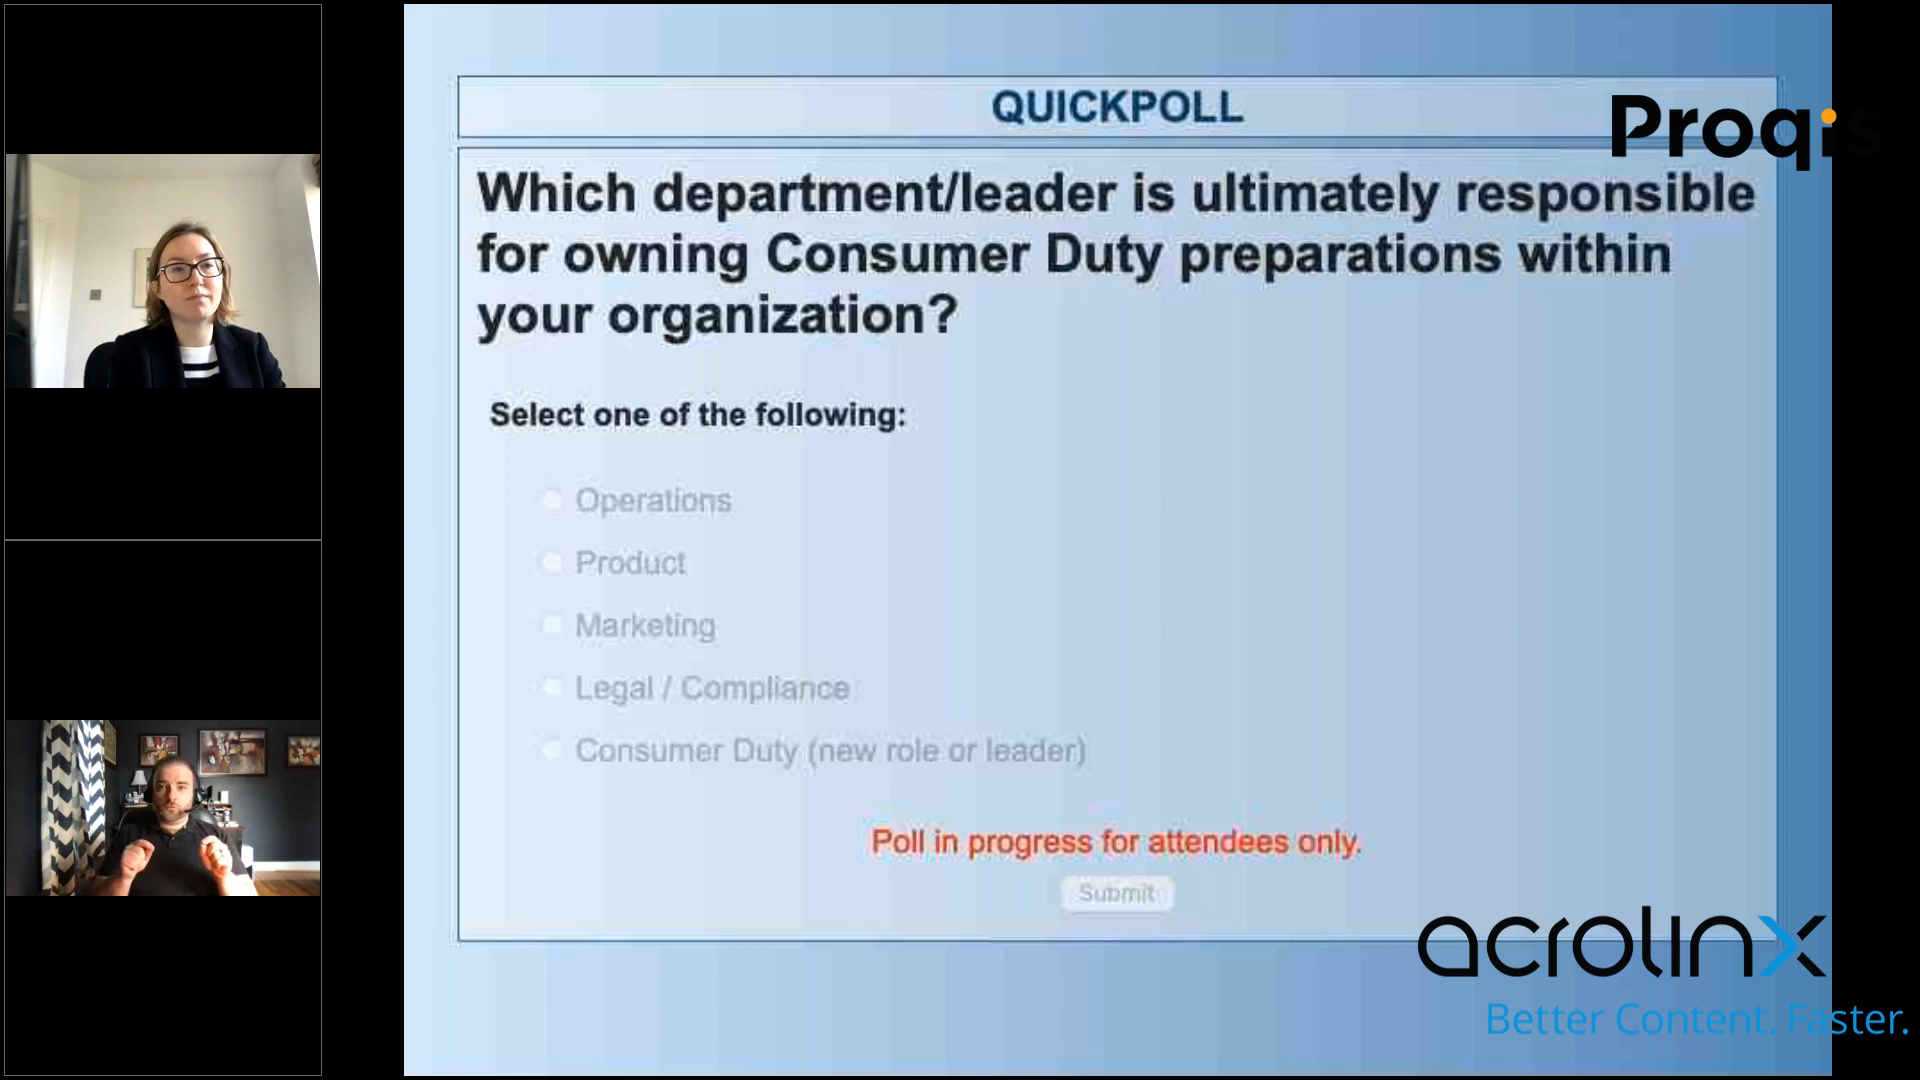 QUICKPOLL
Proqis
Which department/leader is ultimately responsible
for owning Consumer Duty preparations within
your organization?
Select one of the following:
Operations
Product
Marketing
Legal / Compliance
Consumer Duty (new role or leader)
Poll in progress for attendees only.
Submit
acrolinx
Better Content. Faster.